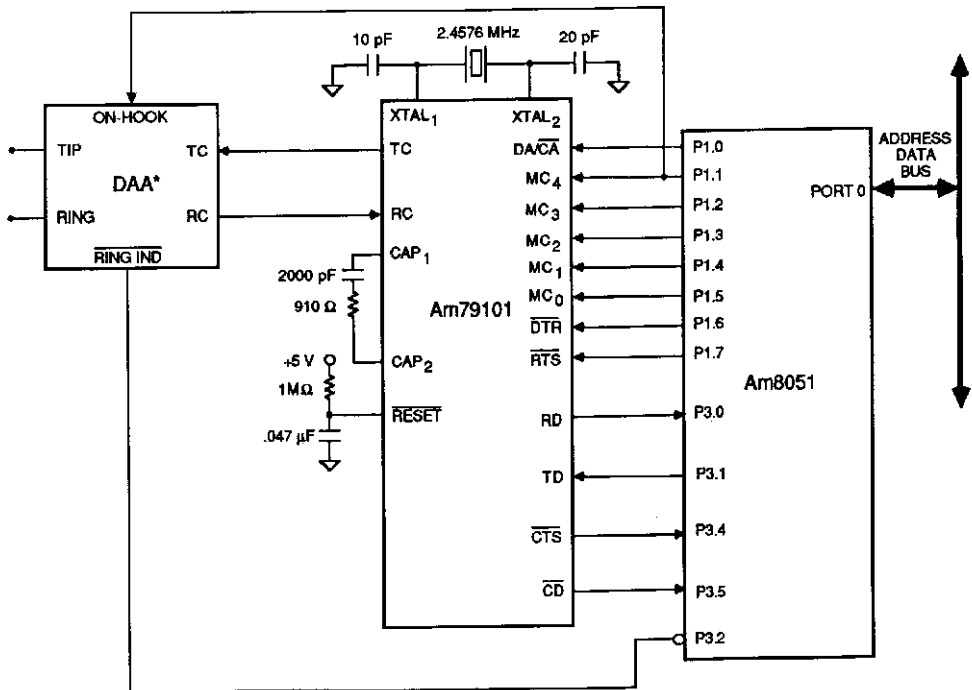 10 pF
2.4576 MHz
20 pF
XTAL1
XTAL2
ON-HOOK
TIP
TC
DAA*
RING
RC
RING IND
TC
RC
CAP1
2000 pF
910 Ω
CAP2
+5 V
1MΩ
RESET
.047 µF
Am79101
DA/CA
MC4
MC3
MC2
MC1
MC0
DTR
RTS
RD
TD
CTS
CD
P1.0
P1.1
P1.2
P1.3
P1.4
P1.5
P1.6
P1.7
P3.0
P3.1
P3.4
P3.5
P3.2
Am8051
PORT 0
ADDRESS
DATA
BUS